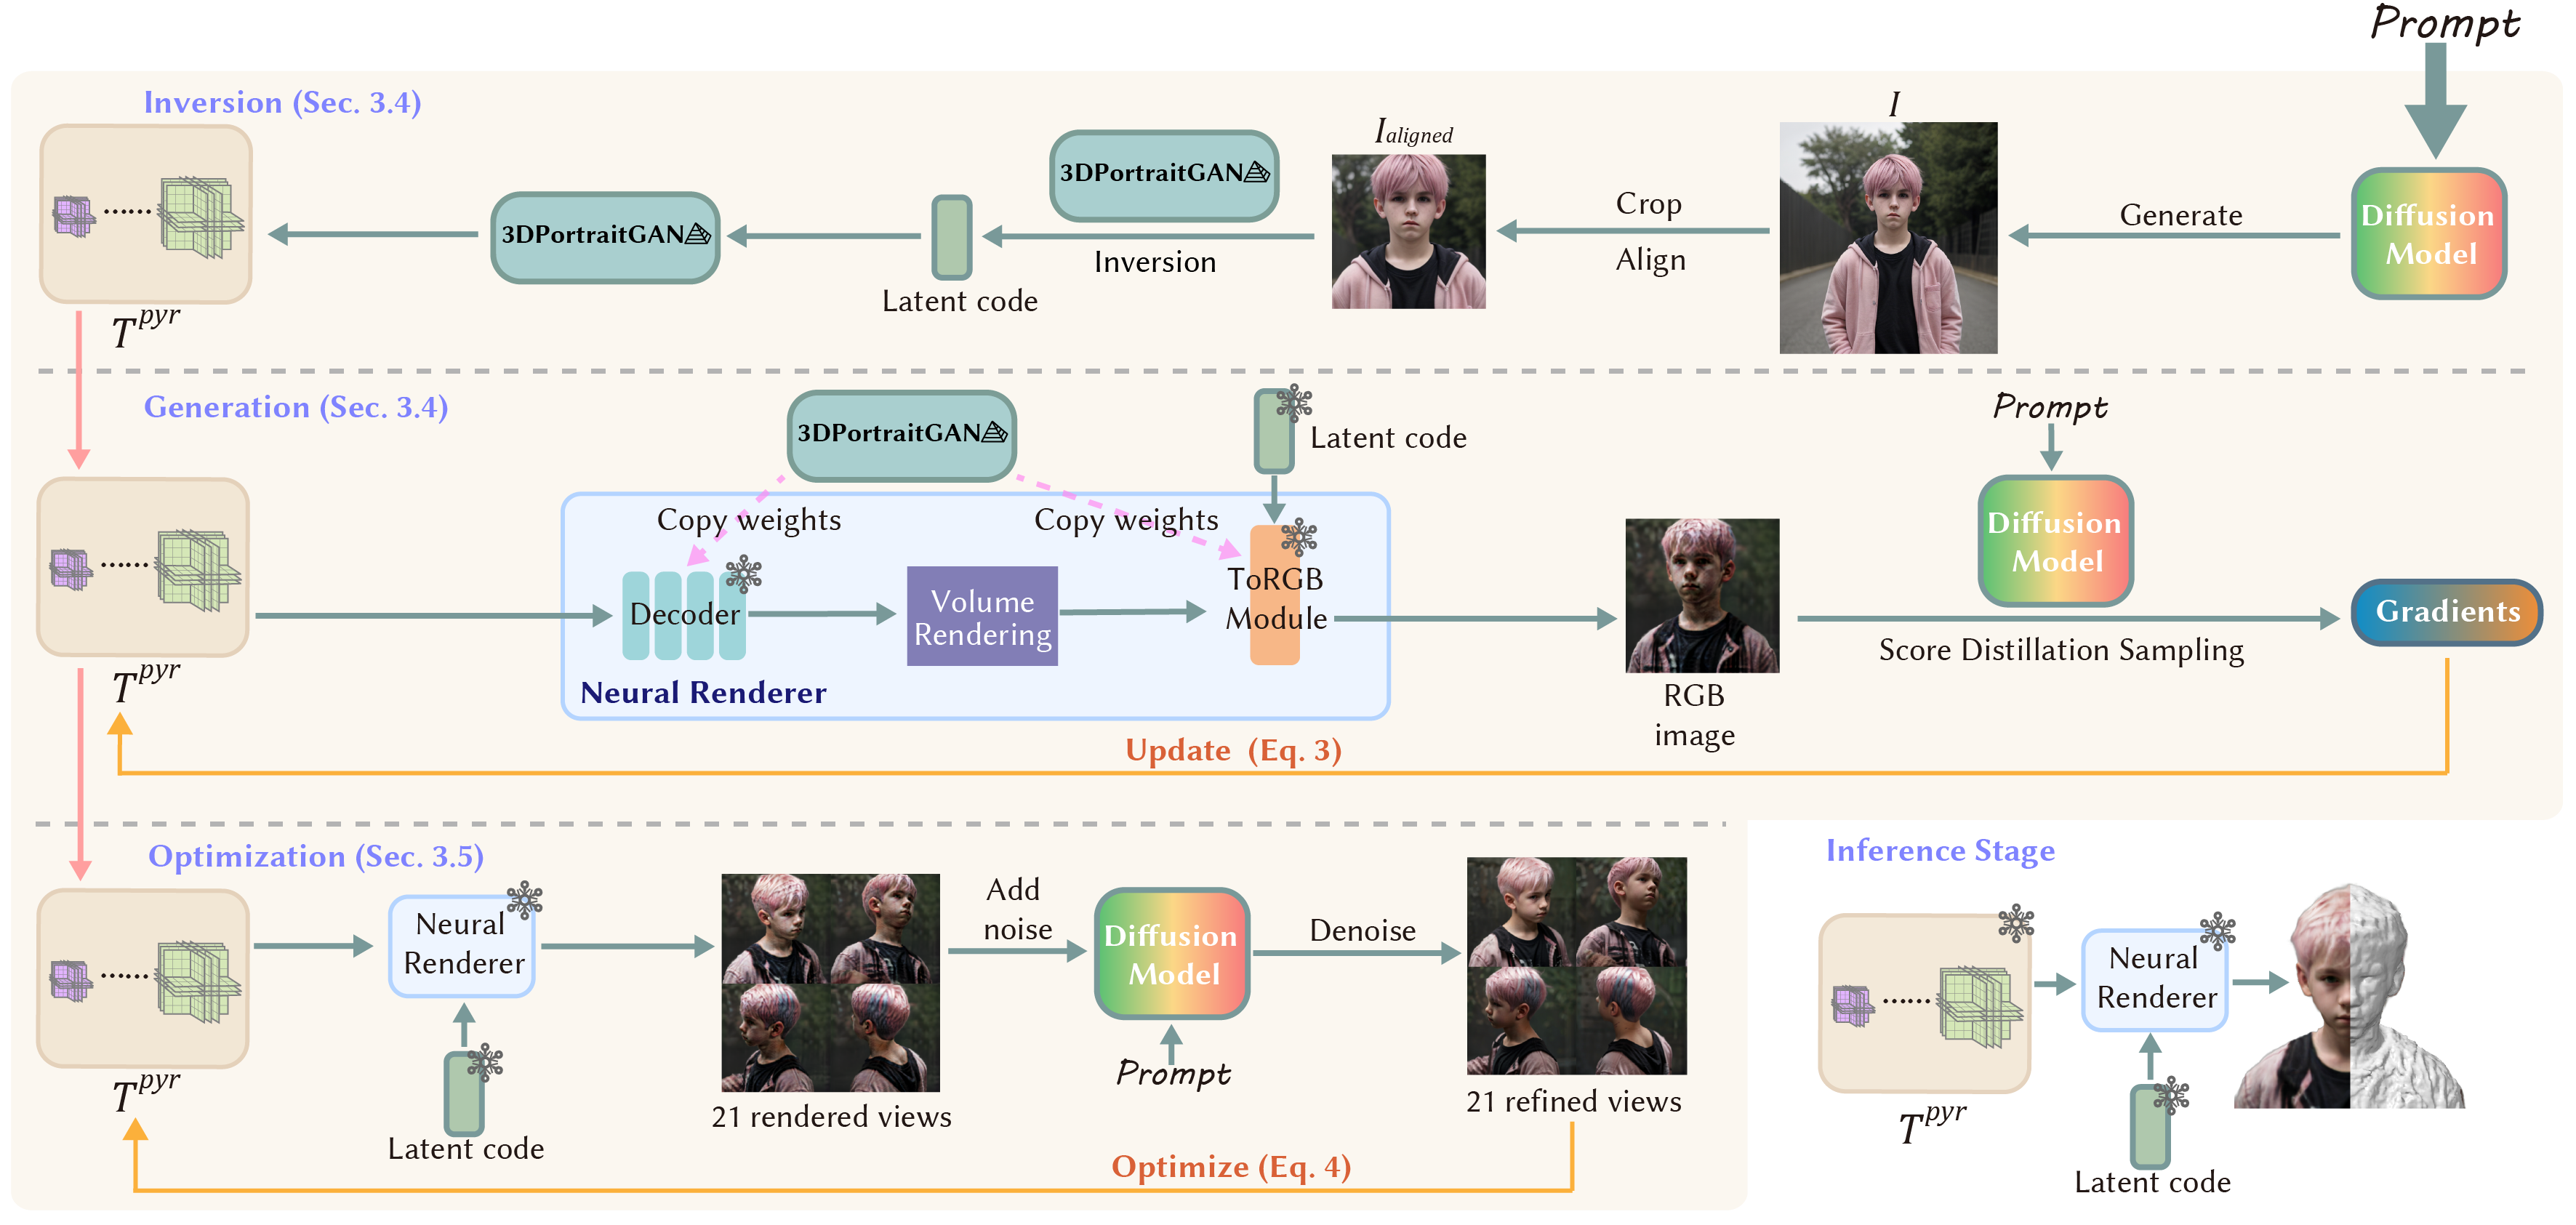 Prompt
Inversion (Sec. 3.4)
I
I aligned
3DPortraitGAN
Crop
Generate
Diffusion
Model
3DPortraitGAN
Inversion
Align
Latent code
T^pyr
Generation (Sec. 3.4)
3DPortraitGAN
Latent code
Prompt
Copy weights
Copy weights
Diffusion
Model
Decoder
Volume
Rendering
ToRGB
Module
Gradients
Score Distillation Sampling
Neural Renderer
RGB
image
T^pyr
Update (Eq. 3)
Optimization (Sec. 3.5)
Neural
Renderer
Add
noise
Diffusion
Model
Denoise
Prompt
21 rendered views
21 refined views
Latent code
T^pyr
Optimize (Eq. 4)
Inference Stage
Neural
Renderer
T^pyr
Latent code